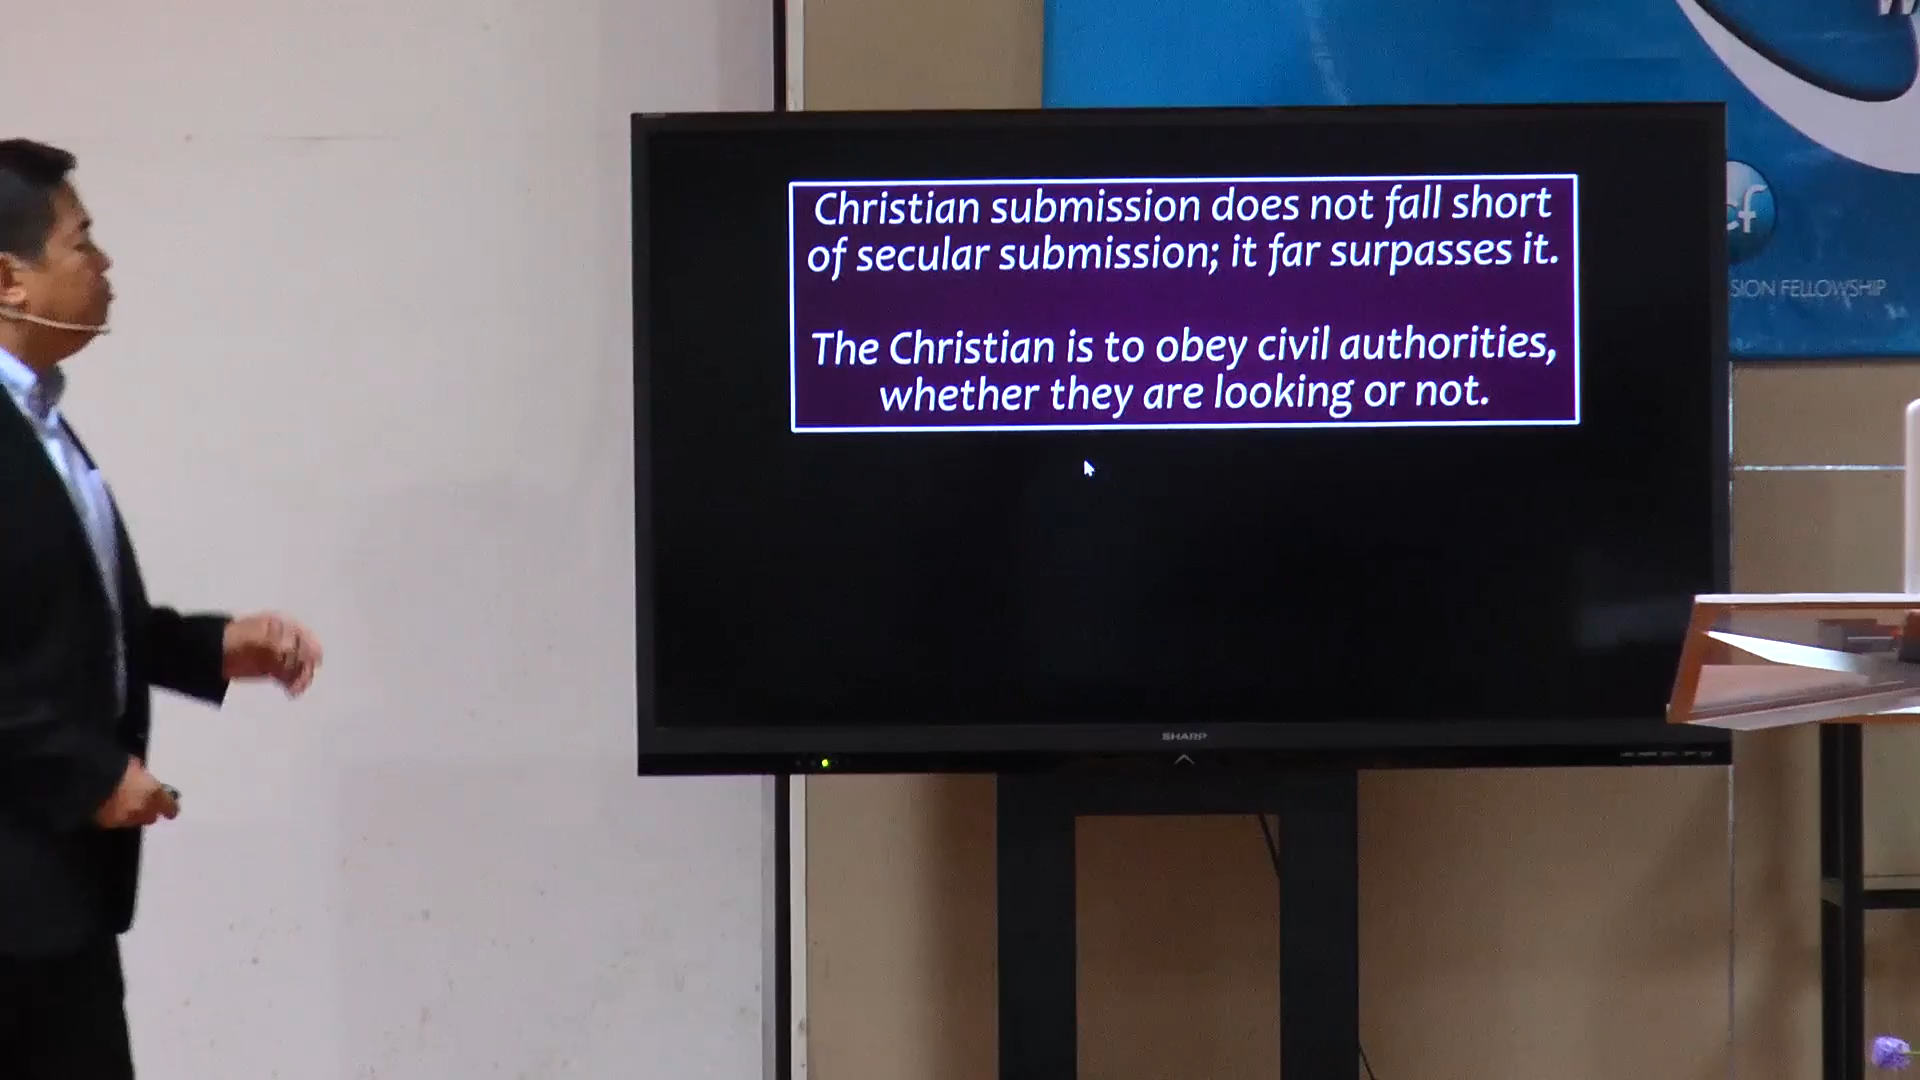 Christian submission does not fall short
of secular submission; it far surpasses it.
The Christian is to obey civil authorities,
whether they are looking or not.
cf
SION FELLOWSHIP
SHARP